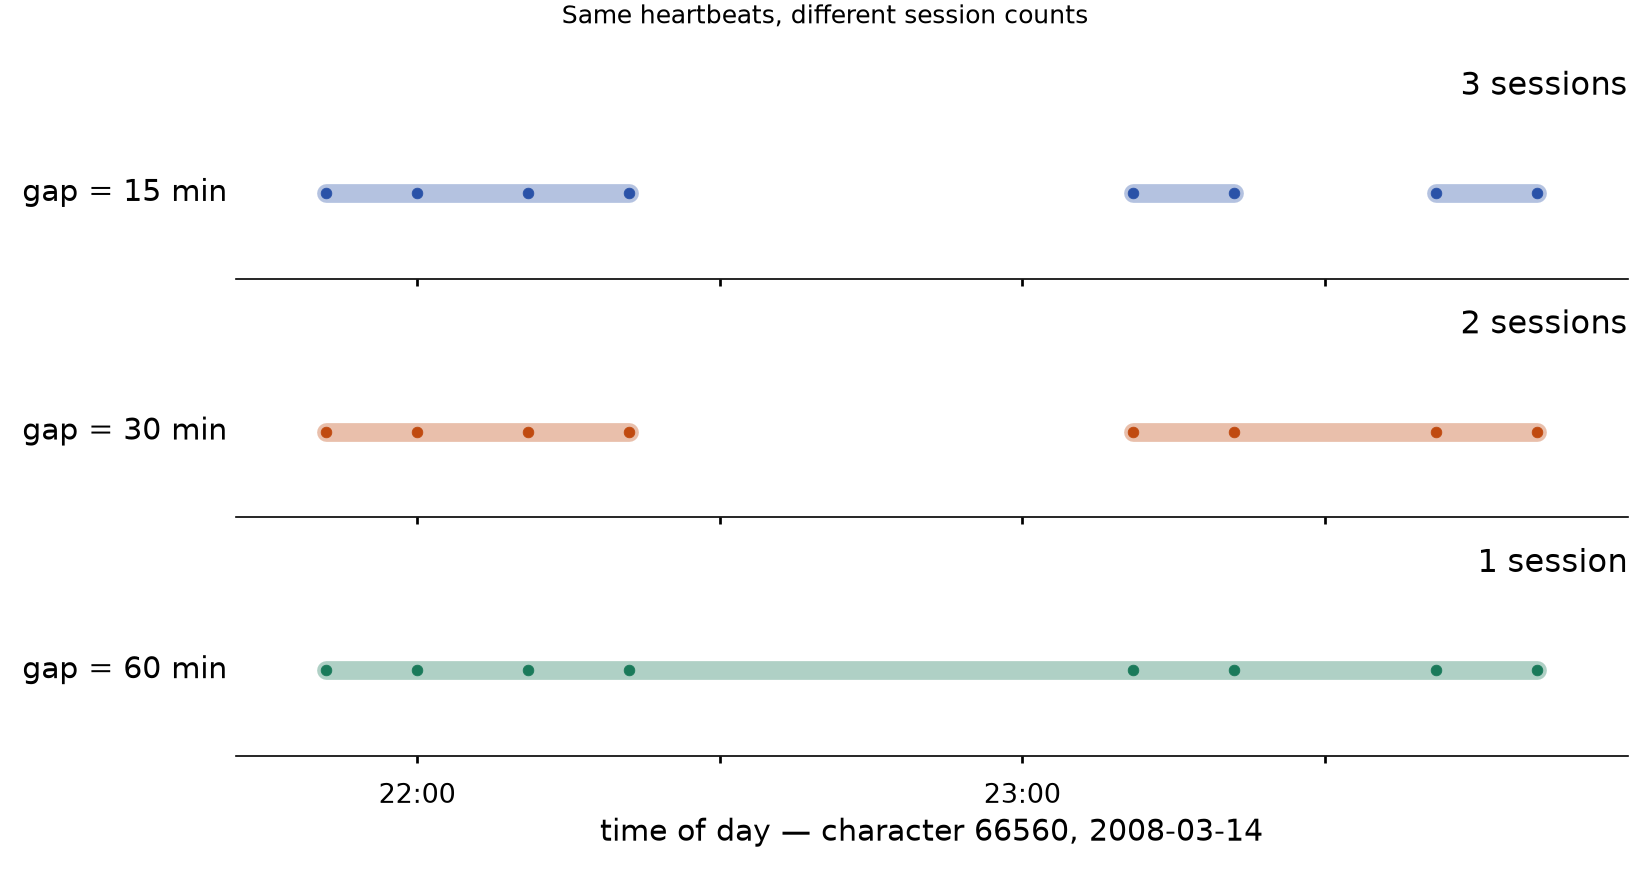 Same heartbeats, different session counts
3 sessions
gap = 15 min
2 sessions
gap = 30 min
1 session
gap = 60 min
22:00 23:00
time of day — character 66560, 2008-03-14